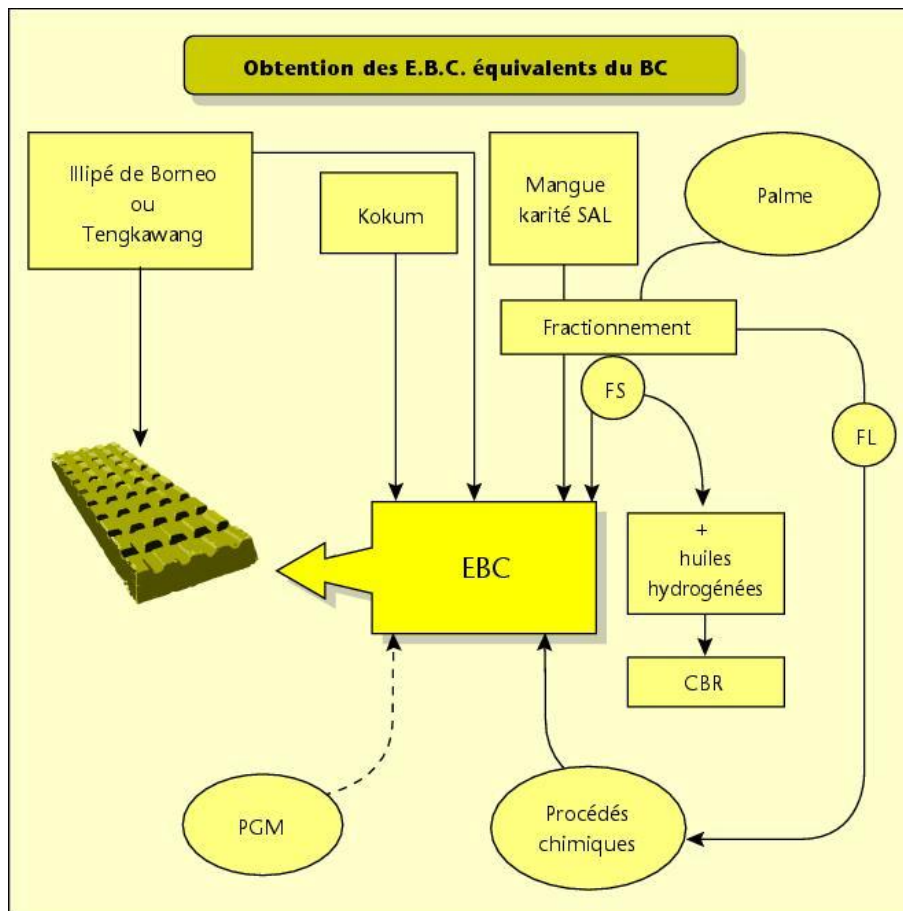 Obtention des E.B.C. équivalents du BC
Illipé de Borneo
ou
Tengkawang
Kokum
Mangue
karité SAL
Palme
Fractionnement
FS
FL
+
huiles
hydrogénées
EBC
CBR
PGM
Procédés
chimiques